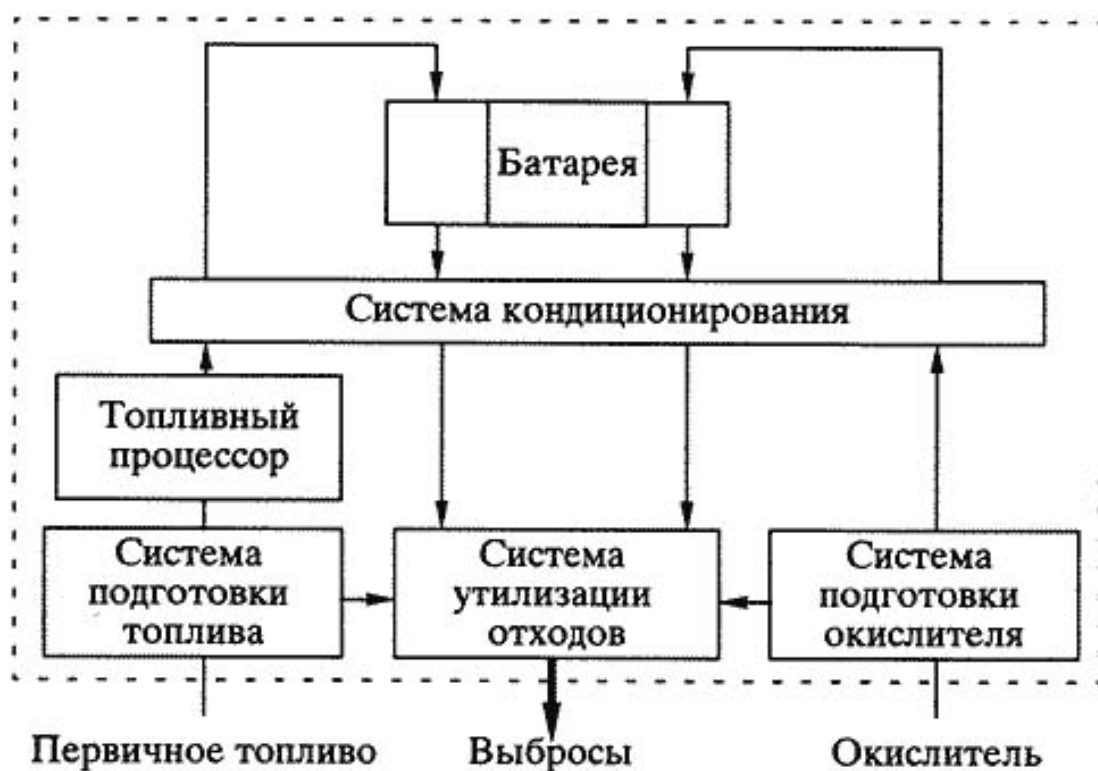 Батарея
Система кондиционирования
Топливный
процессор
Система
подготовки
топлива
Система
утилизации
отходов
Система
подготовки
окислителя
Первичное топливо
Выбросы
Окислитель